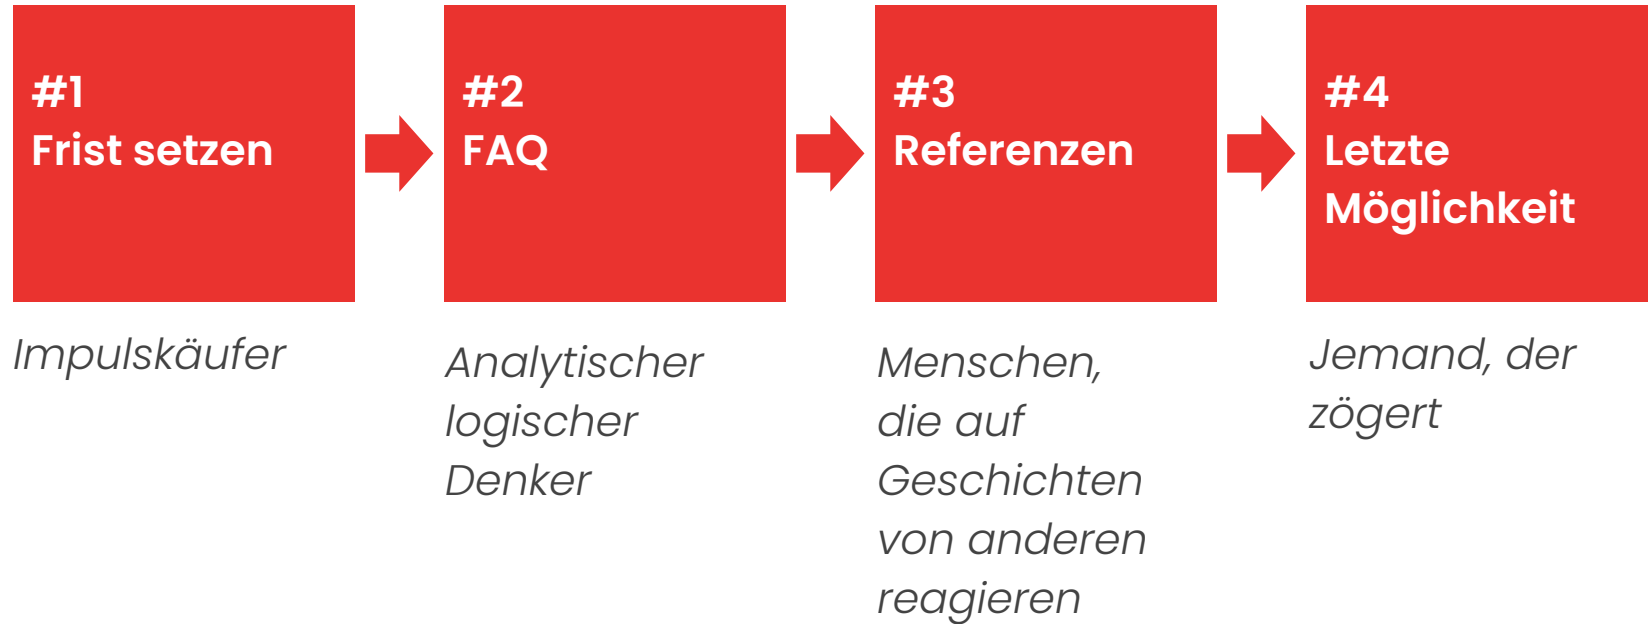 #1
Frist setzen
#2
FAQ
#3
Referenzen
#4
Letzte
Möglichkeit
Impulskäufer
Analytischer
logischer
Denker
Menschen,
die auf
Geschichten
von anderen
reagieren
Jemand, der
zögert